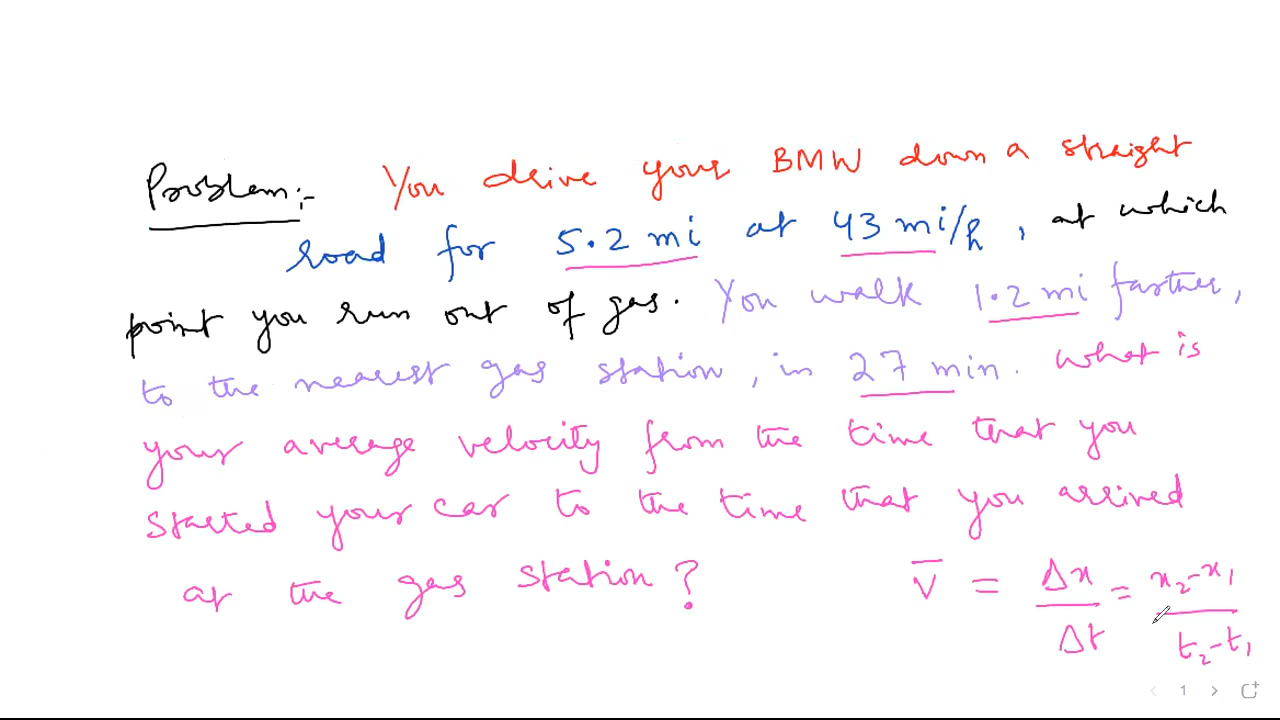 Problem:- You drive your BMW down a straight
road for 5.2 mi at 43 mi/h, at which
point you run out of gas. You walk 1.2 mi farther,
to the nearest gas station, in 27 min. What is
your average velocity from the time that you
started your car to the time that you arrived
at the gas station? V̅ = Δx/Δt = x₂-x₁/t₂-t₁
1